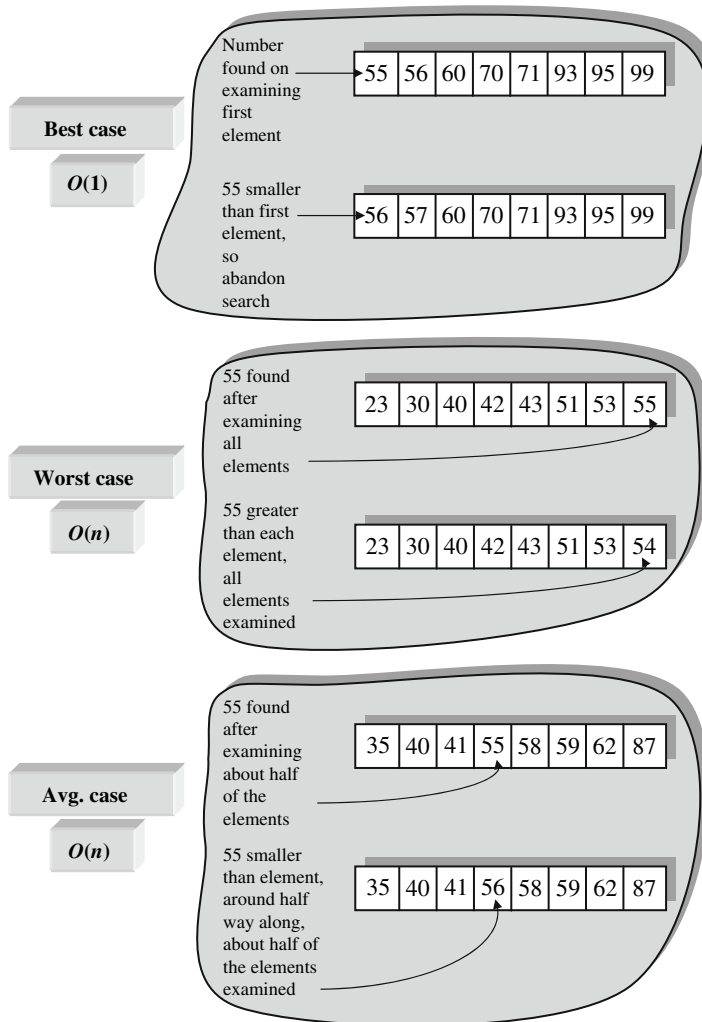 Number
found on
examining
first
element
55 56 60 70 71 93 95 99
Best case
O(1)
55 smaller
than first
element,
so
abandon
search
56 57 60 70 71 93 95 99
55 found
after
examining
all
elements
23 30 40 42 43 51 53 55
Worst case
O(n)
55 greater
than each
element,
all
elements
examined
23 30 40 42 43 51 53 54
55 found
after
examining
about half
of the
elements
35 40 41 55 58 59 62 87
Avg. case
O(n)
55 smaller
than element,
around half
way along,
about half of
the elements
examined
35 40 41 56 58 59 62 87